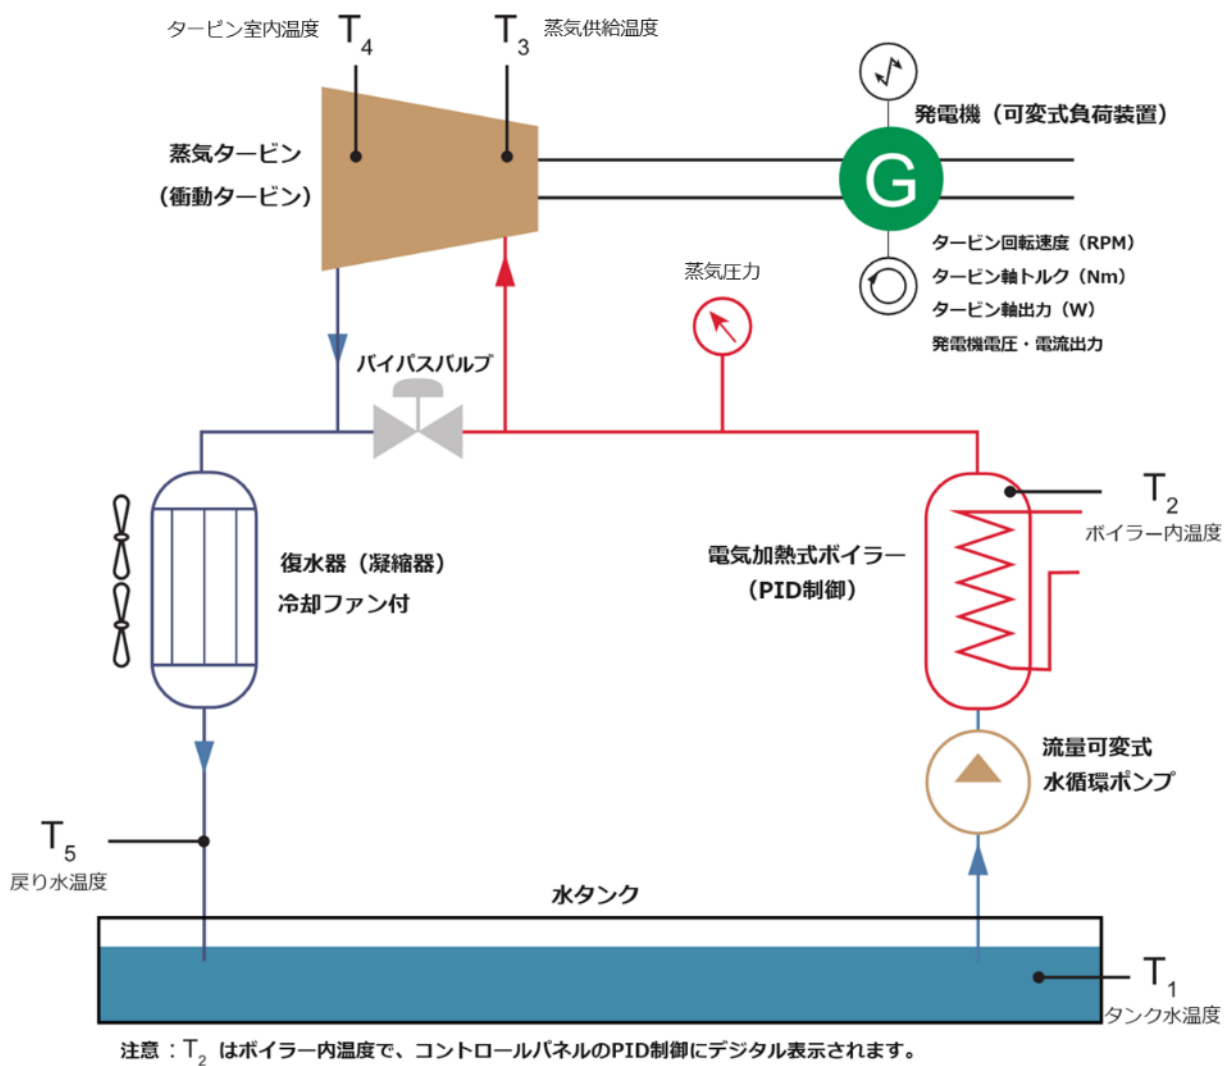 タービン室内温度 T4 T3 蒸気供給温度
発電機（可変式負荷装置）
蒸気タービン
（衝動タービン）
G
タービン回転速度（RPM）
タービン軸トルク（Nm）
タービン軸出力（W）
発電機電圧・電流出力
蒸気圧力
バイパスバルブ
T2
ボイラー内温度
電気加熱式ボイラー
（PID制御）
復水器（凝縮器）
冷却ファン付
流量可変式
水循環ポンプ
T5
戻り水温度
水タンク
T1
タンク水温度
注意：T2 はボイラー内温度で、コントロールパネルのPID制御にデジタル表示されます。